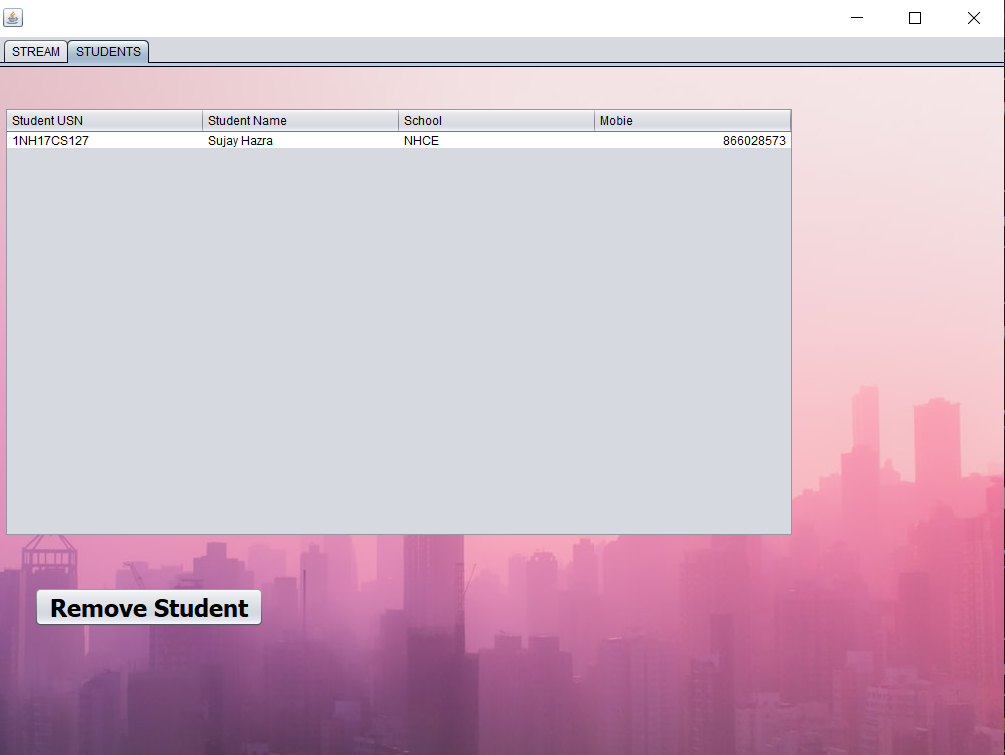 STREAM STUDENTS
Student USN Student Name School Mobie
1NH17CS127 Sujay Hazra NHCE 866028573
Remove Student